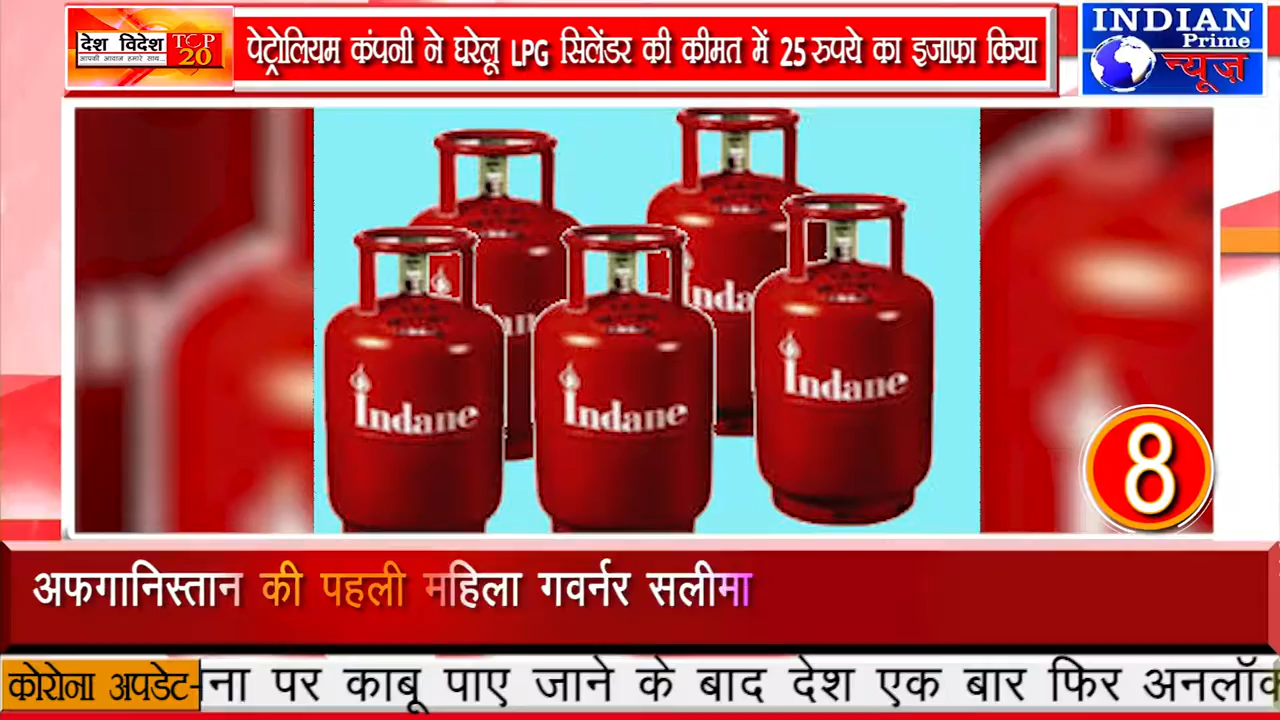 देश विदेश TOP 20
आपकी आवाज हमारे साथ...
पेट्रोलियम कंपनी ने घरेलू LPG सिलेंडर की कीमत में 25 रुपये का इजाफा किया
INDIAN
Prime
न्यूज़
Indane
Indane
Indane
8
अफगानिस्तान की पहली महिला गवर्नर सलीमा
कोरोना अपडेट-ना पर काबू पाए जाने के बाद देश एक बार फिर अनलॉक